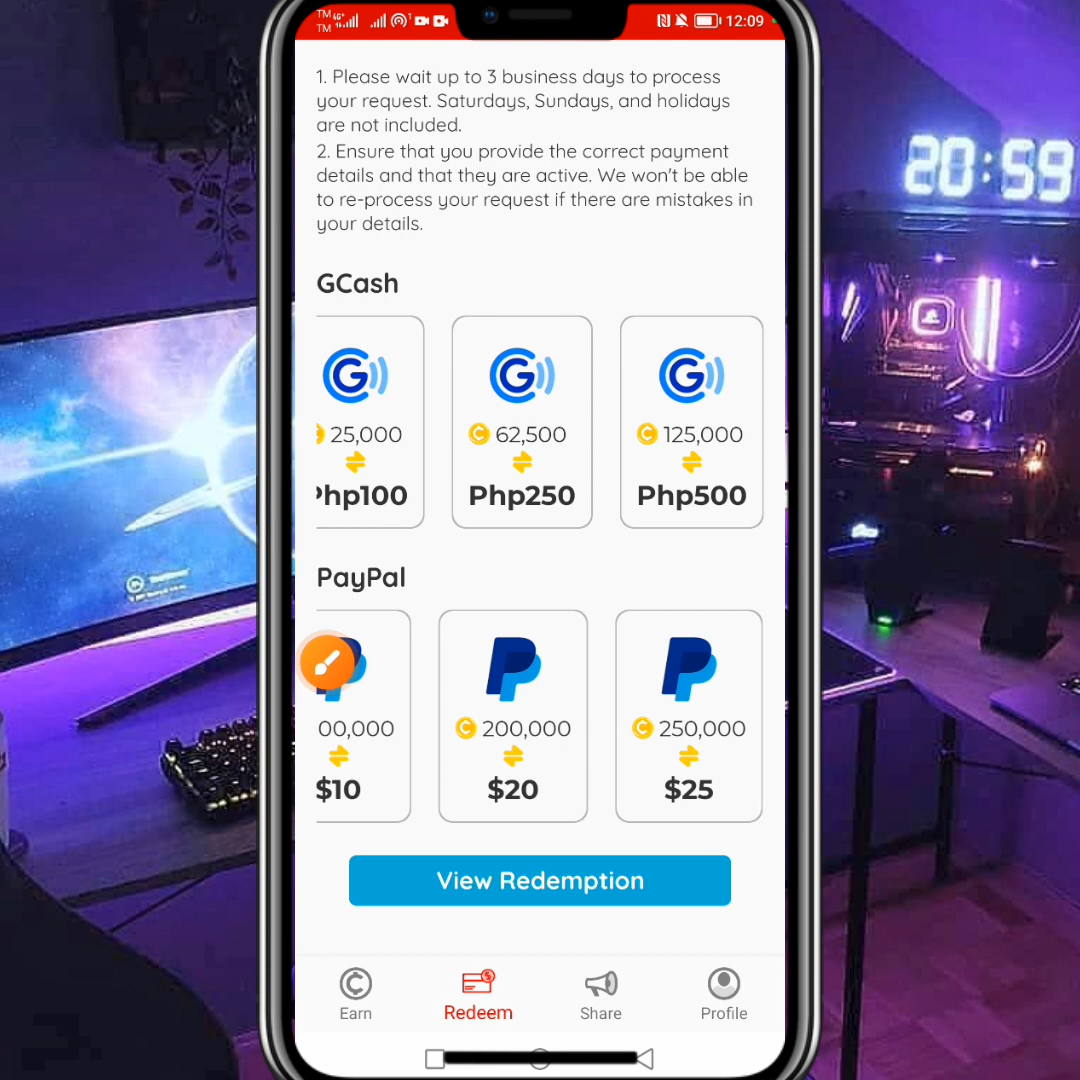 TM
TM
12:09
1. Please wait up to 3 business days to process
your request. Saturdays, Sundays, and holidays
are not included.
2. Ensure that you provide the correct payment
details and that they are active. We won't be able
to re-process your request if there are mistakes in
your details.
20:59
GCash
25,000
62,500
125,000
Php100
Php250
Php500
PayPal
00,000
200,000
250,000
$10
$20
$25
View Redemption
Earn
Redeem
Share
Profile